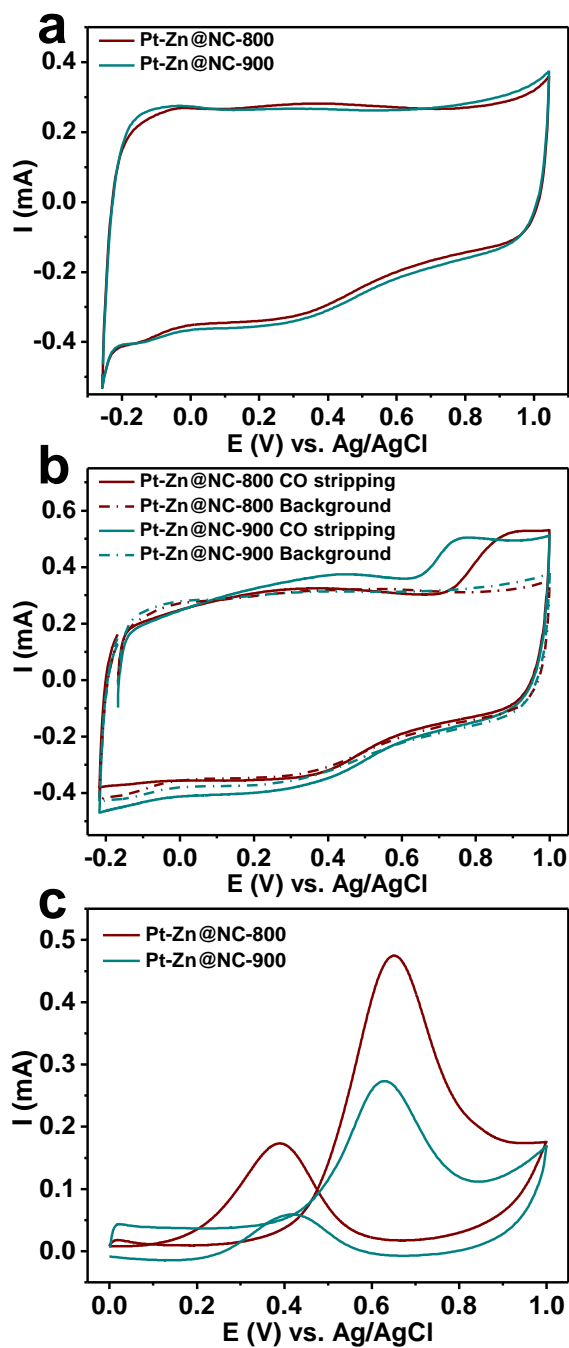 a
Pt-Zn@NC-800
Pt-Zn@NC-900
0.4
0.2
0.0
-0.2
-0.4
I (mA)
-0.2 0.0 0.2 0.4 0.6 0.8 1.0
E (V) vs. Ag/AgCl
b
Pt-Zn@NC-800 CO stripping
Pt-Zn@NC-800 Background
Pt-Zn@NC-900 CO stripping
Pt-Zn@NC-900 Background
0.6
0.4
0.2
0.0
-0.2
-0.4
I (mA)
-0.2 0.0 0.2 0.4 0.6 0.8 1.0
E (V) vs. Ag/AgCl
c
Pt-Zn@NC-800
Pt-Zn@NC-900
0.5
0.4
0.3
0.2
0.1
0.0
I (mA)
0.0 0.2 0.4 0.6 0.8 1.0
E (V) vs. Ag/AgCl